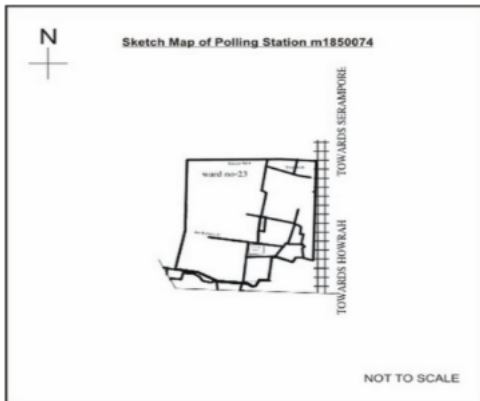 N
Sketch Map of Polling Station m1850074
TOWARDS SERAMPORE
ward no-23
TOWARDS HOWRAH
NOT TO SCALE